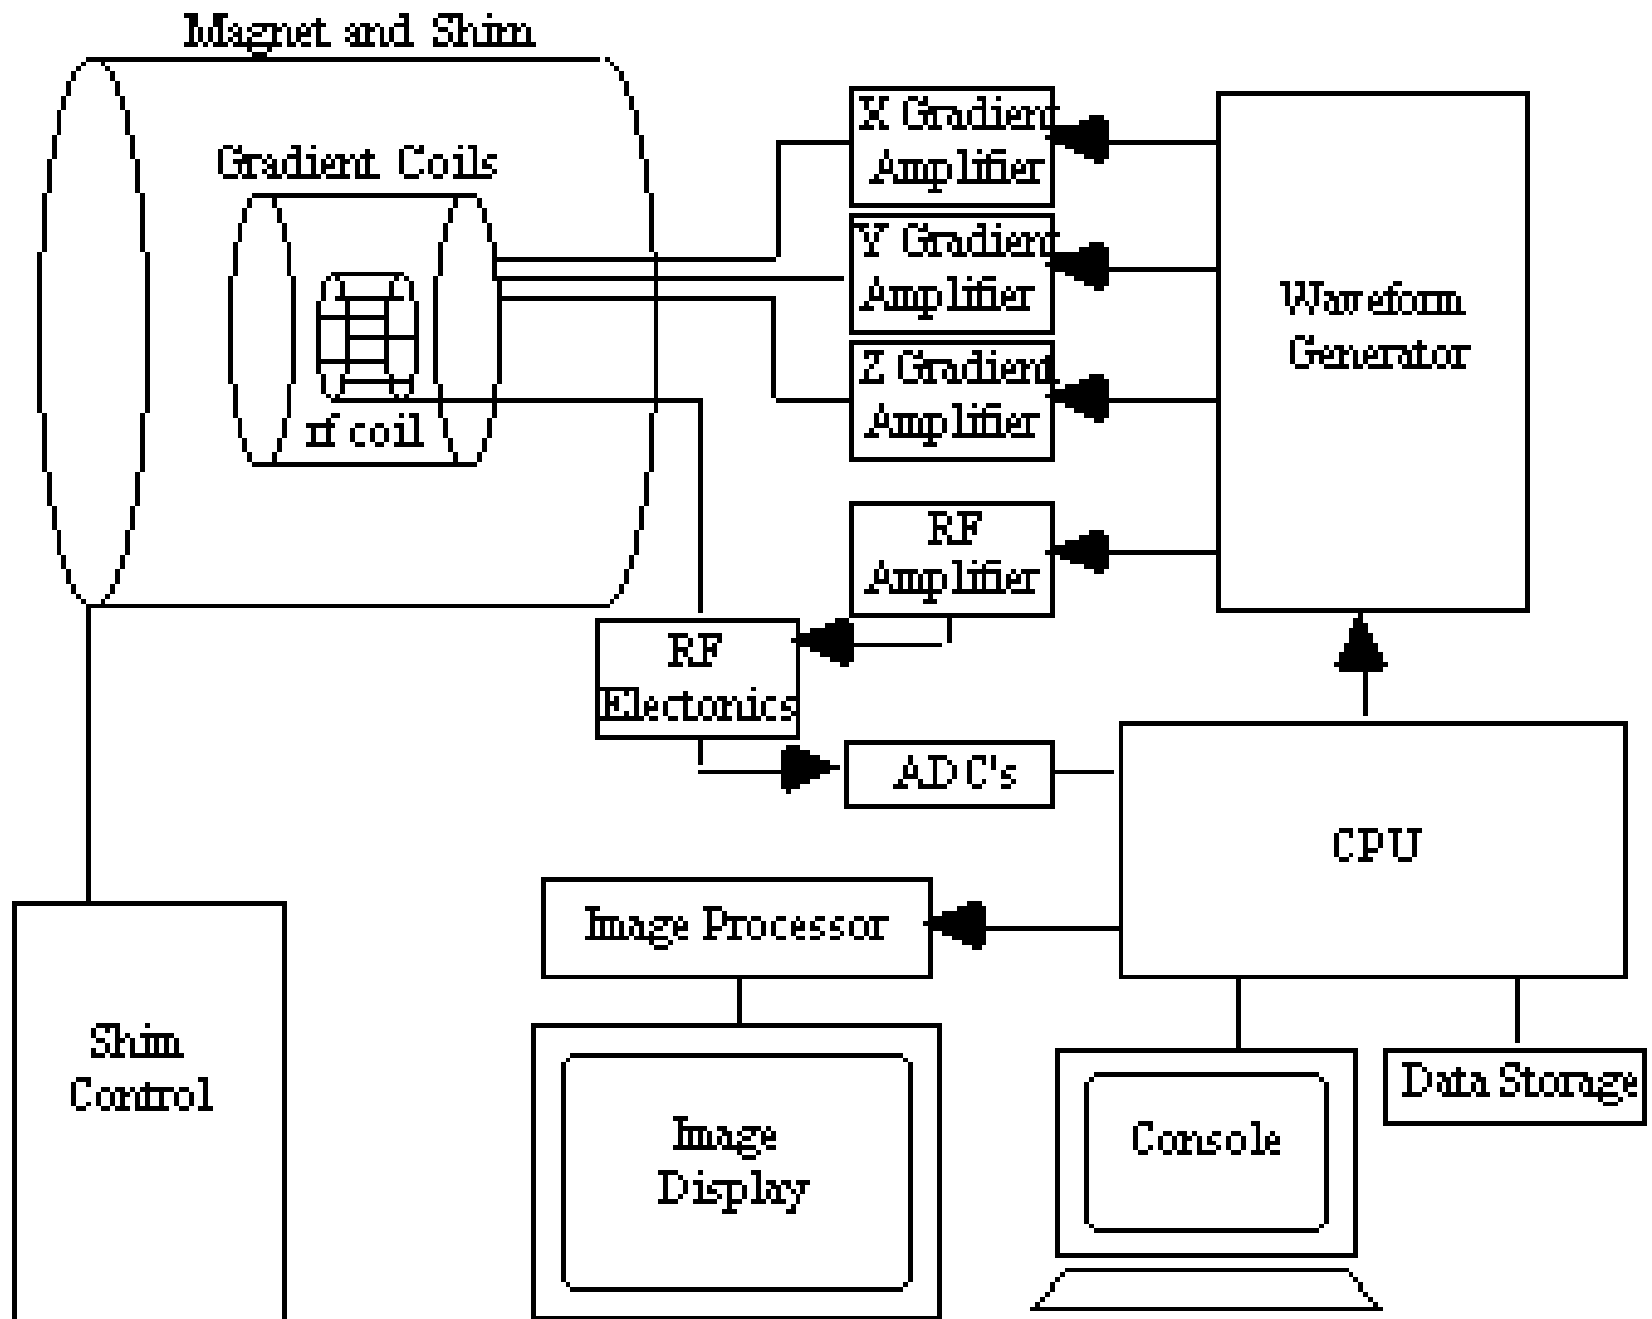 Magnet and Shim
Gradient Coils
rf coil
X Gradient
Amplifier
Y Gradient
Amplifier
Z Gradient
Amplifier
Waveform
Generator
RF
Amplifier
RF
Electonics
ADC's
CPU
Image Processor
Shim
Control
Image
Display
Console
Data Storage